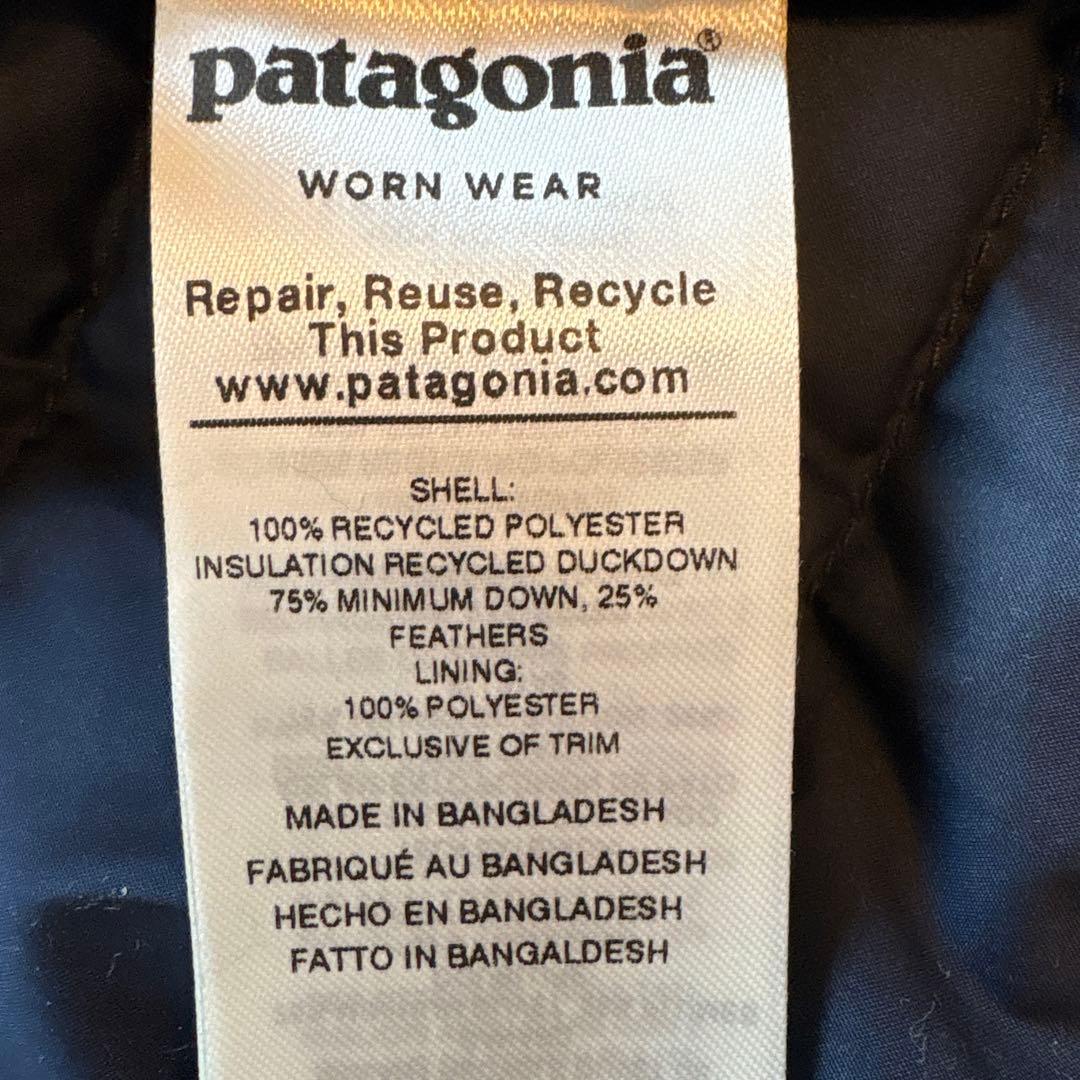 patagonia®
WORN WEAR
Repair, Reuse, Recycle
This Product
www.patagonia.com
SHELL:
100% RECYCLED POLYESTER
INSULATION RECYCLED DUCKDOWN
75% MINIMUM DOWN, 25%
FEATHERS
LINING:
100% POLYESTER
EXCLUSIVE OF TRIM
MADE IN BANGLADESH
FABRIQUÉ AU BANGLADESH
HECHO EN BANGLADESH
FATTO IN BANGALDESH